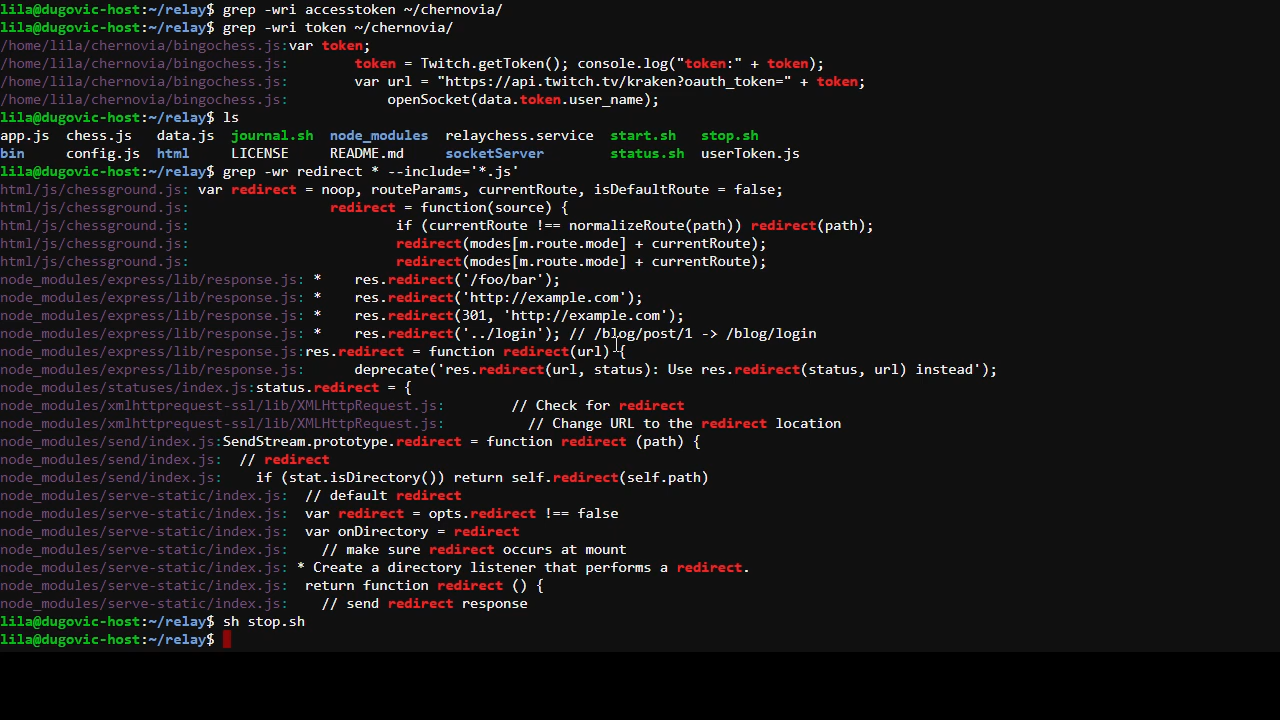 lila@dugovic-host:~/relay$ grep -wri accesstoken ~/chernovia/
lila@dugovic-host:~/relay$ grep -wri token ~/chernovia/
/home/lila/chernovia/bingochess.js:var token;
/home/lila/chernovia/bingochess.js:        token = Twitch.getToken(); console.log("token:" + token);
/home/lila/chernovia/bingochess.js:        var url = "https://api.twitch.tv/kraken?oauth_token=" + token;
/home/lila/chernovia/bingochess.js:            openSocket(data.token.user_name);
lila@dugovic-host:~/relay$ ls
app.js  chess.js   data.js  journal.sh  node_modules  relaychess.service  start.sh   stop.sh
bin     config.js  html     LICENSE     README.md     socketServer        status.sh  userToken.js
lila@dugovic-host:~/relay$ grep -wr redirect * --include='*.js'
html/js/chessground.js: var redirect = noop, routeParams, currentRoute, isDefaultRoute = false;
html/js/chessground.js:                 redirect = function(source) {
html/js/chessground.js:                         if (currentRoute !== normalizeRoute(path)) redirect(path);
html/js/chessground.js:                         redirect(modes[m.route.mode] + currentRoute);
html/js/chessground.js:                         redirect(modes[m.route.mode] + currentRoute);
node_modules/express/lib/response.js: *    res.redirect('/foo/bar');
node_modules/express/lib/response.js: *    res.redirect('http://example.com');
node_modules/express/lib/response.js: *    res.redirect(301, 'http://example.com');
node_modules/express/lib/response.js: *    res.redirect('../login'); // /blog/post/1 -> /blog/login
node_modules/express/lib/response.js:res.redirect = function redirect(url) {
node_modules/express/lib/response.js:      deprecate('res.redirect(url, status): Use res.redirect(status, url) instead');
node_modules/statuses/index.js:status.redirect = {
node_modules/xmlhttprequest-ssl/lib/XMLHttpRequest.js:        // Check for redirect
node_modules/xmlhttprequest-ssl/lib/XMLHttpRequest.js:          // Change URL to the redirect location
node_modules/send/index.js:SendStream.prototype.redirect = function redirect (path) {
node_modules/send/index.js:  // redirect
node_modules/send/index.js:    if (stat.isDirectory()) return self.redirect(self.path)
node_modules/serve-static/index.js:  // default redirect
node_modules/serve-static/index.js:  var redirect = opts.redirect !== false
node_modules/serve-static/index.js:  var onDirectory = redirect
node_modules/serve-static/index.js:    // make sure redirect occurs at mount
node_modules/serve-static/index.js: * Create a directory listener that performs a redirect.
node_modules/serve-static/index.js:  return function redirect () {
node_modules/serve-static/index.js:    // send redirect response
lila@dugovic-host:~/relay$ sh stop.sh
lila@dugovic-host:~/relay$